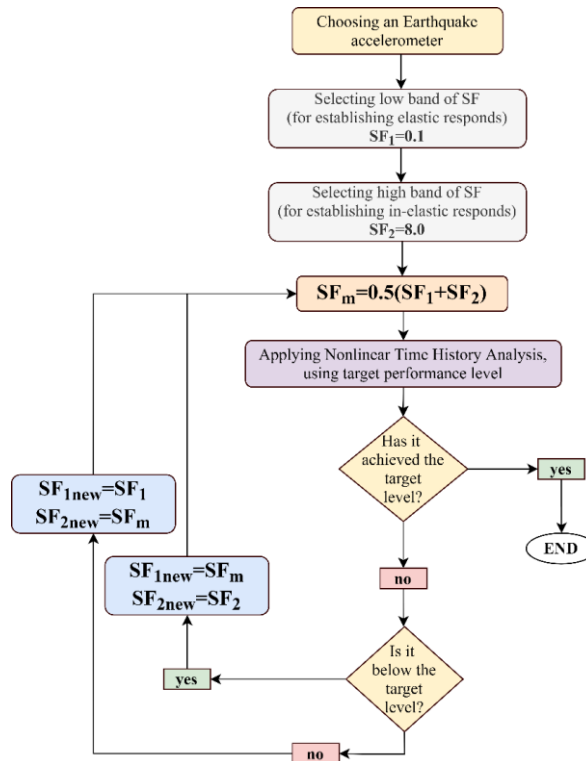 Choosing an Earthquake
accelerometer
Selecting low band of SF
(for establishing elastic responds)
SF₁=0.1
Selecting high band of SF
(for establishing in-elastic responds)
SF₂=8.0
SFₘ=0.5(SF₁+SF₂)
Applying Nonlinear Time History Analysis,
using target performance level
Has it
achieved the
target
level?
yes
END
no
SF₁new=SF₁
SF₂new=SFₘ
SF₁new=SFₘ
SF₂new=SF₂
Is it
below the
target
level?
yes
no